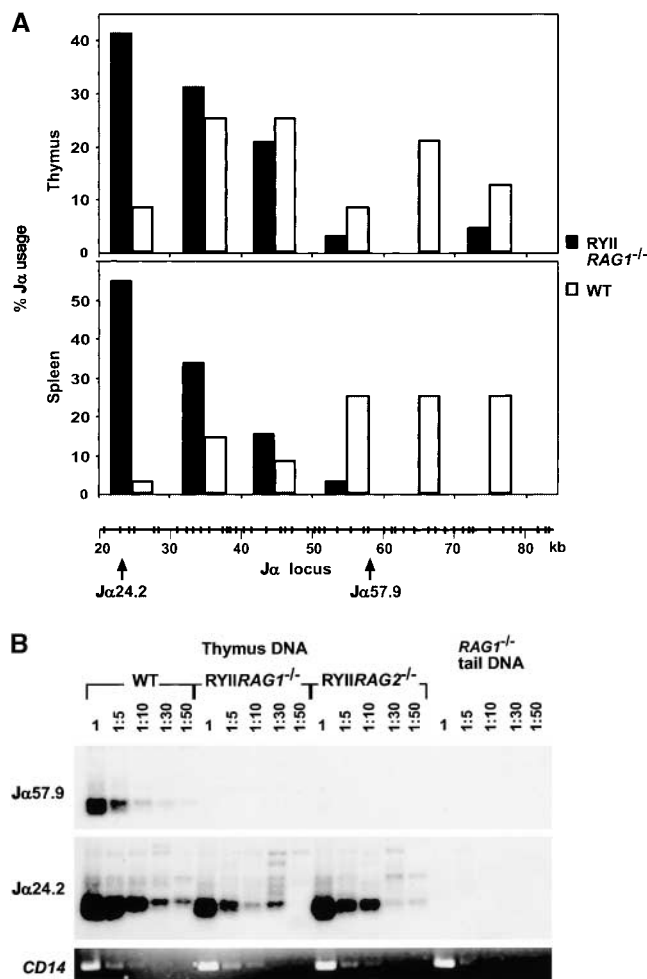 A
% Jα usage
Thymus
40
30
20
10
0
Spleen
50
40
30
20
10
0
RYII
RAG1-/-
WT
20 30 40 50 60 70 80 kb
Jα locus
Jα24.2
Jα57.9
B
Thymus DNA
RAG1-/-
tail DNA
WT RYIIRAG1-/- RYIIRAG2-/-
1 1:5 1:10 1:30 1:50 1 1:5 1:10 1:30 1:50 1 1:5 1:10 1:30 1:50 1 1:5 1:10 1:30 1:50
Jα57.9
Jα24.2
CD14